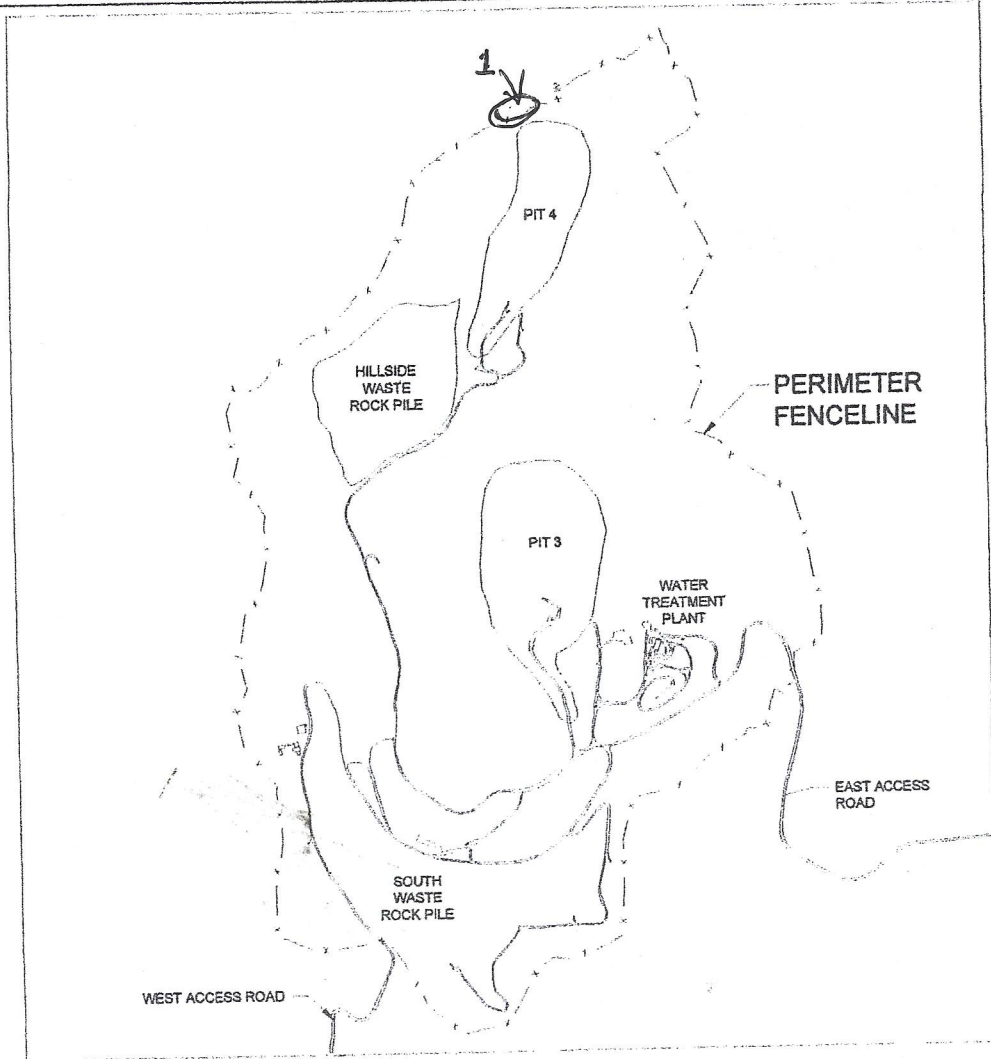 1
PIT 4
HILLSIDE
WASTE
ROCK PILE
PERIMETER
FENCELINE
PIT 3
WATER
TREATMENT
PLANT
EAST ACCESS
ROAD
SOUTH
WASTE
ROCK PILE
WEST ACCESS ROAD